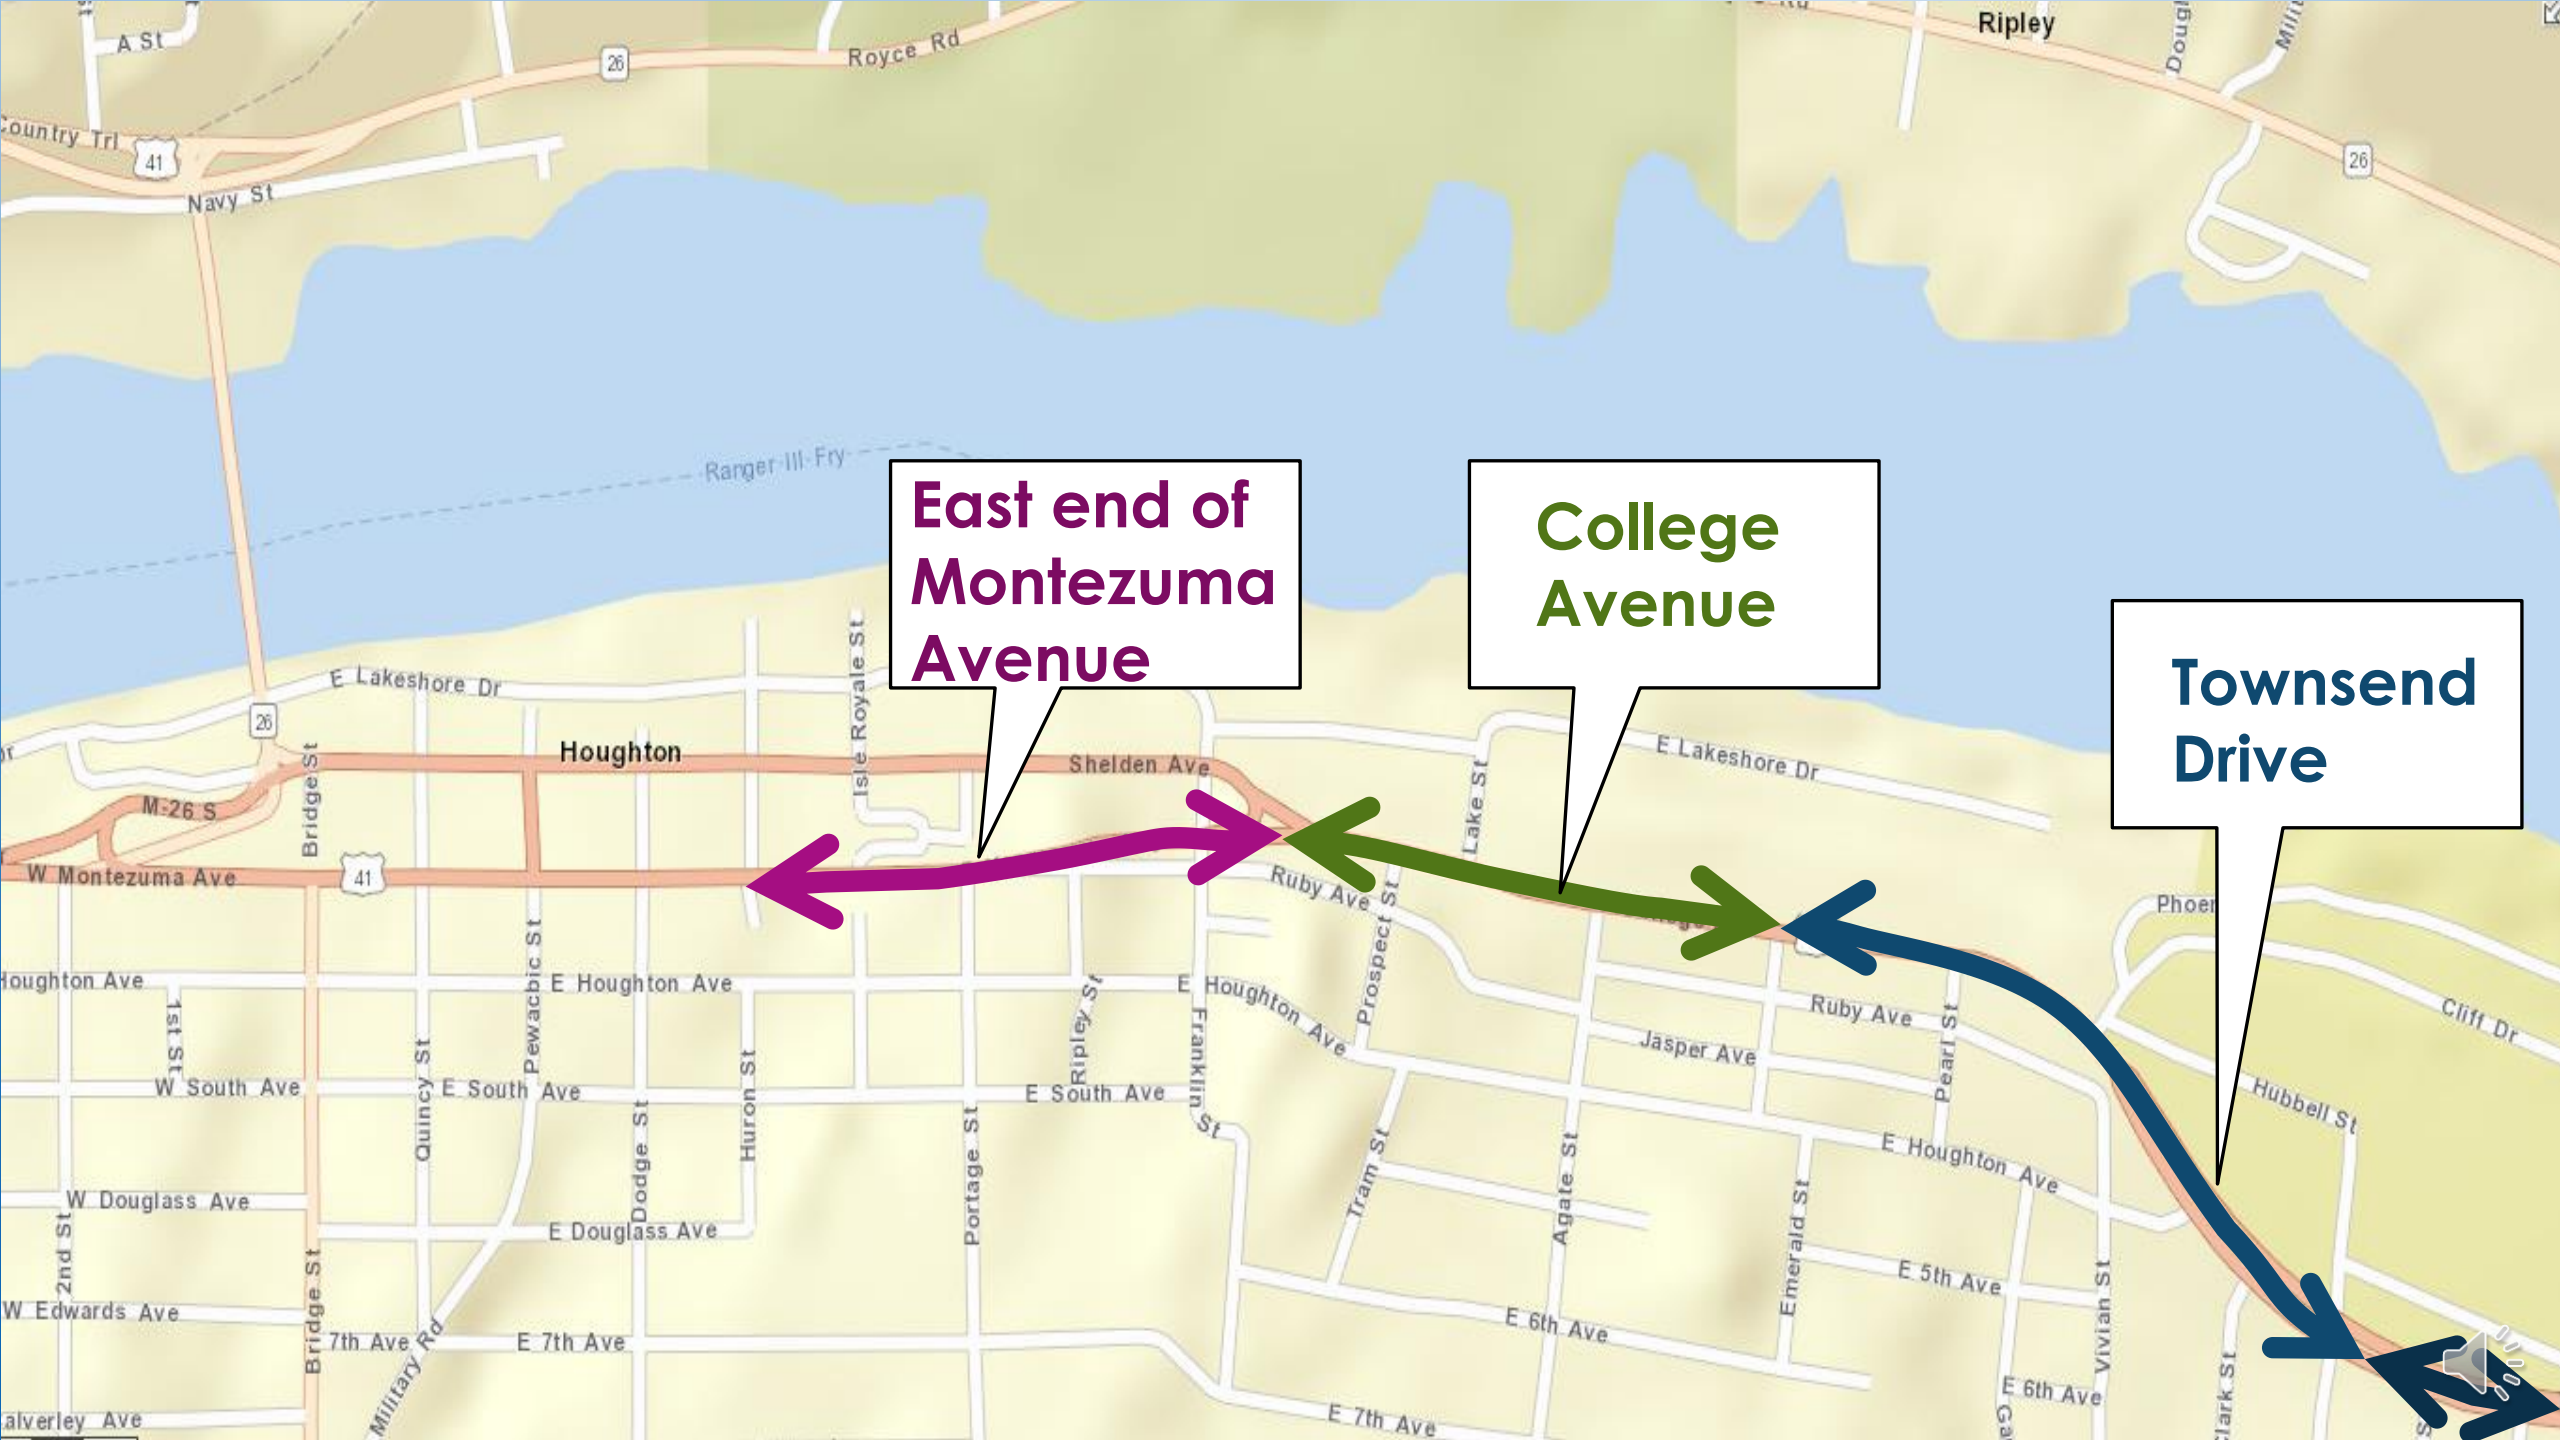 A St
26
Royce Rd
Ripley
Country Trl
41
Navy St
26
Ranger III Fry
East end of
Montezuma
Avenue
College
Avenue
Townsend
Drive
E Lakeshore Dr
Isle Royale St
26
Houghton
Shelden Ave
Bridge St
M-26 S
Lake St
E Lakeshore Dr
W Montezuma Ave
41
Ruby Ave
Prospect St
Houghton Ave
1st St
Pewabic St
E Houghton Ave
Ripley St
E Houghton Ave
Franklin St
Ruby Ave
Jasper Ave
Pearl St
Cliff Dr
Hubbell St
W South Ave
Quincy St
E South Ave
Dodge St
Huron St
E South Ave
Portage St
Tram St
Agate St
E Houghton Ave
Emerald St
W Douglass Ave
E Douglass Ave
2nd St
Bridge St
E 5th Ave
Vivian St
W Edwards Ave
7th Ave
Military Rd
E 7th Ave
E 6th Ave
E 6th Ave
E 7th Ave